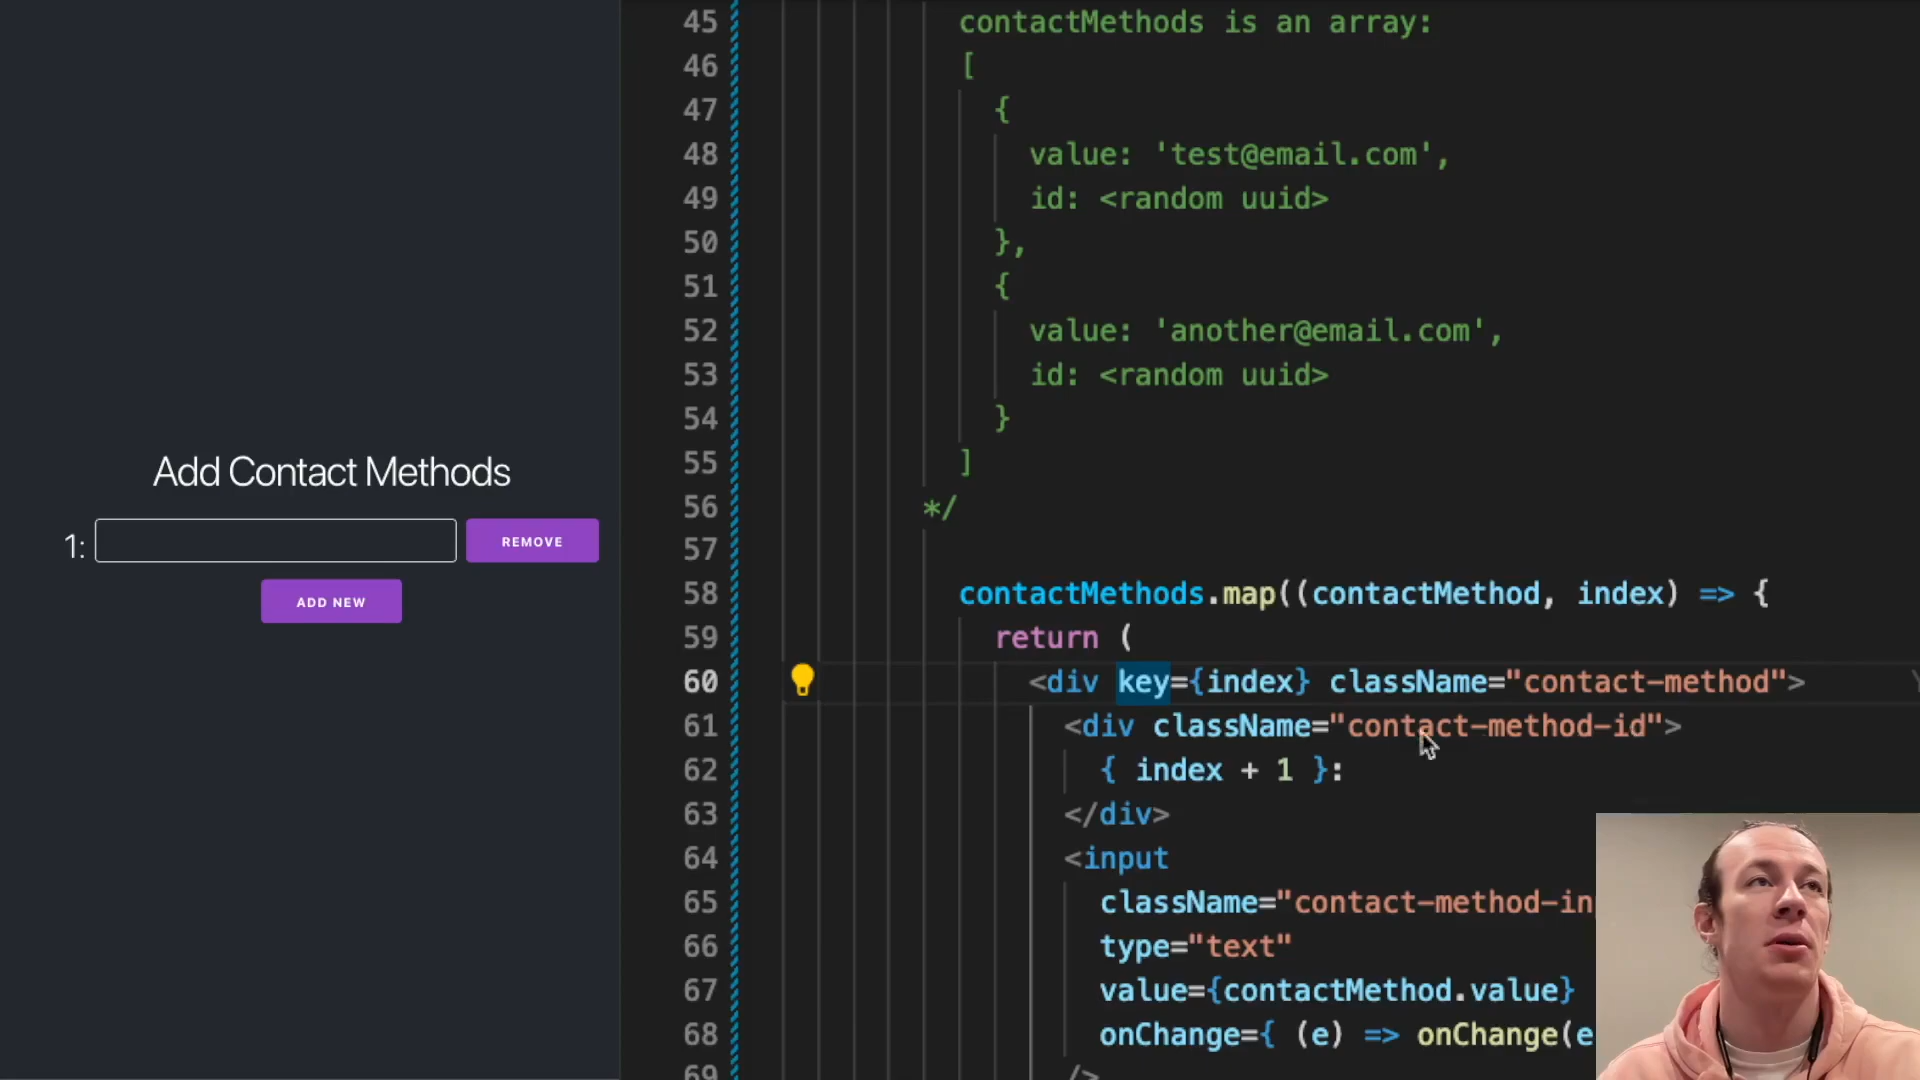 Add Contact Methods
1:
REMOVE
ADD NEW
45 contactMethods is an array:
46 [
47 {
48 value: 'test@email.com',
49 id: <random uuid>
50 },
51 {
52 value: 'another@email.com',
53 id: <random uuid>
54 }
55 ]
56 */
57
58 contactMethods.map((contactMethod, index) => {
59 return (
60 <div key={index} className="contact-method">
61 <div className="contact-method-id">
62 { index + 1 }:
63 </div>
64 <input
65 className="contact-method-in
66 type="text"
67 value={contactMethod.value}
68 onChange={ (e) => onChange(e
69 />